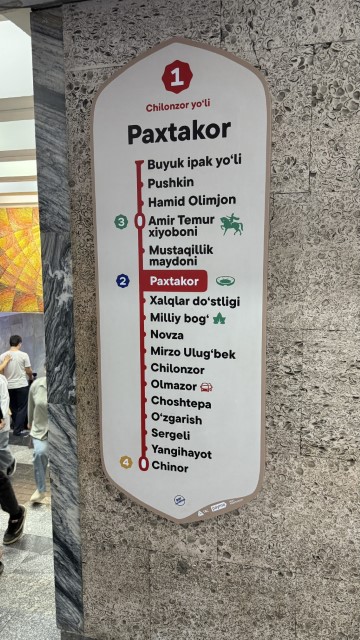 1
Chilonzor yo‘li
Paxtakor
Buyuk ipak yo‘li
Pushkin
Hamid Olimjon
3 Amir Temur
xiyoboni
Mustaqillik
maydoni
2 Paxtakor
Xalqlar do‘stligi
Milliy bog‘
Novza
Mirzo Ulug‘bek
Chilonzor
Olmazor
Choshtepa
O‘zgarish
Sergeli
Yangihayot
4 Chinor